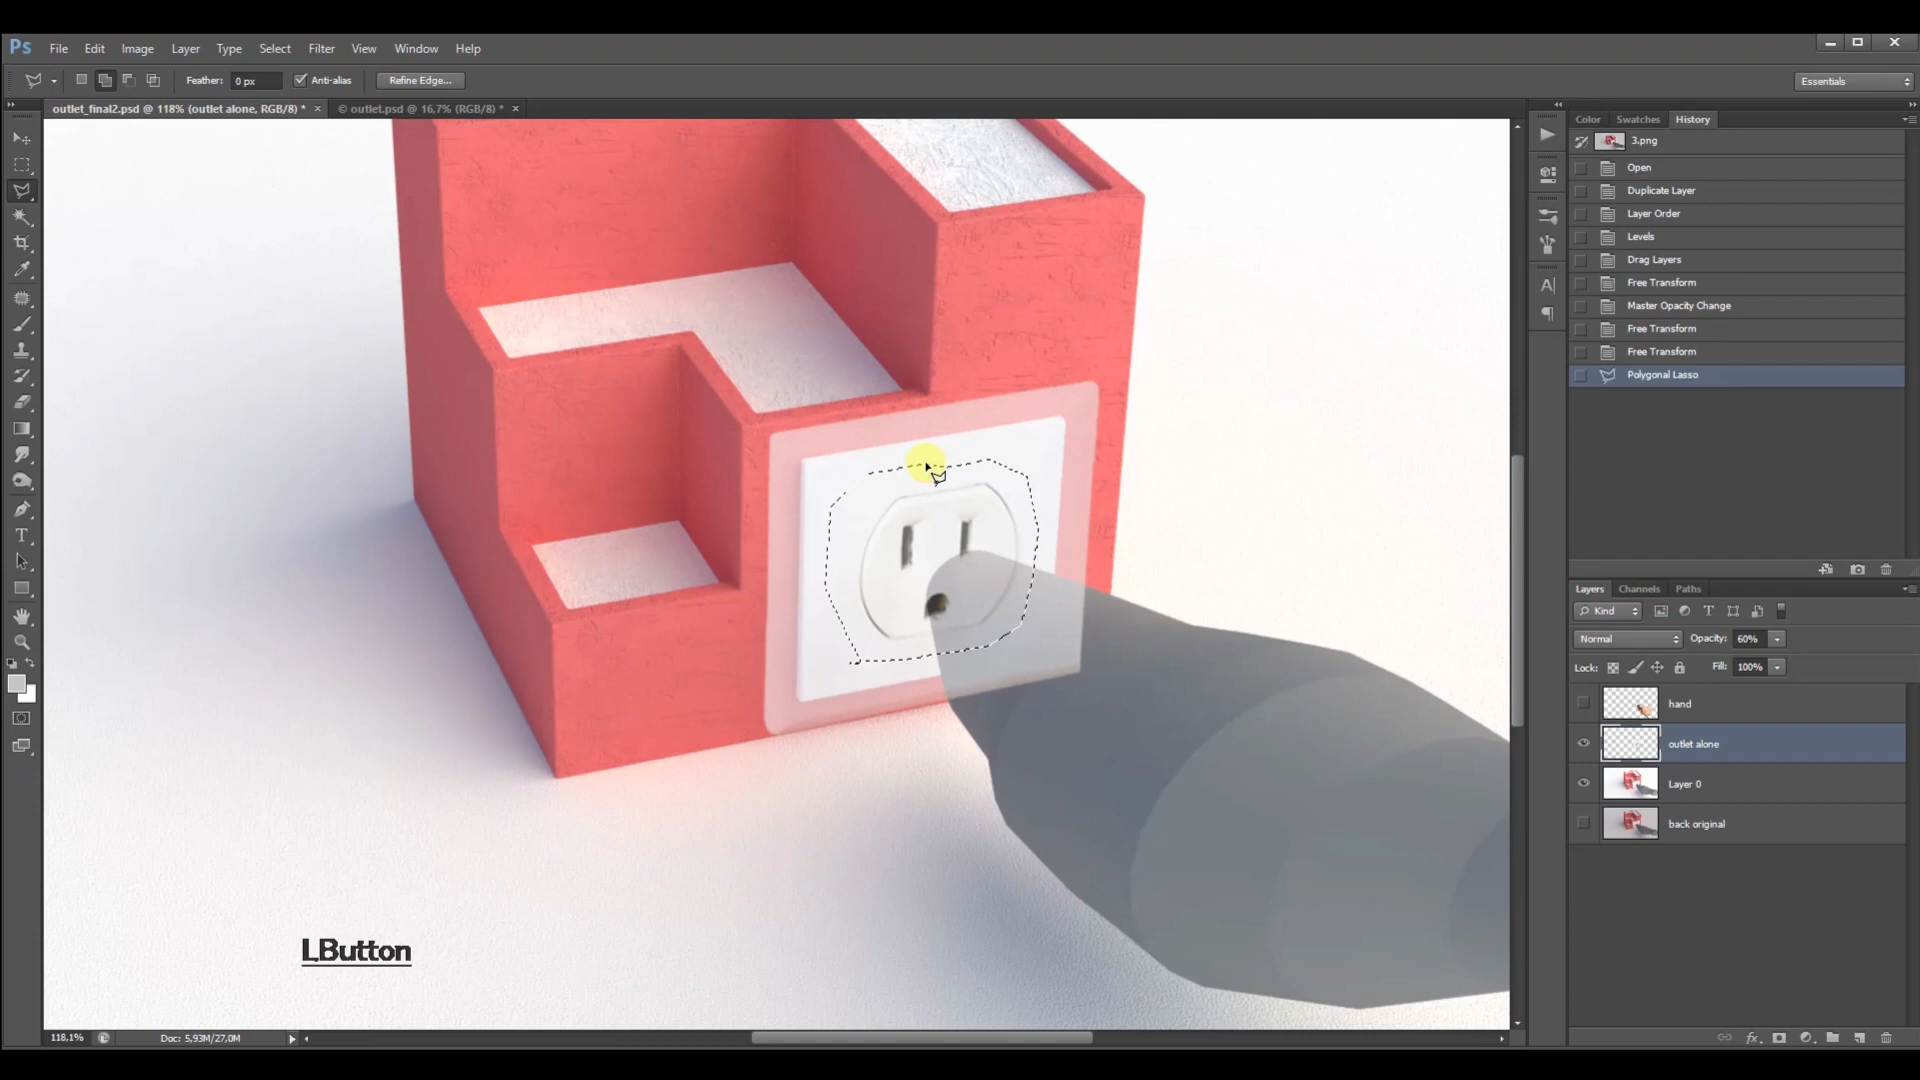 Ps File Edit Image Layer Type Select Filter View Window Help
Feather: 0 px Anti-alias Refine Edge... Essentials
outlet_final2.psd @ 118% (outlet alone, RGB/8) * × © outlet.psd @ 16,7% (RGB/8) * ×
Color Swatches History
3.png
Open
Duplicate Layer
Layer Order
Levels
Drag Layers
Free Transform
Master Opacity Change
Free Transform
Free Transform
Polygonal Lasso
Layers Channels Paths
Kind
Normal Opacity: 60%
Lock: Fill: 100%
hand
outlet alone
Layer 0
back original
LButton
118,1% Doc: 5,93M/27,0M